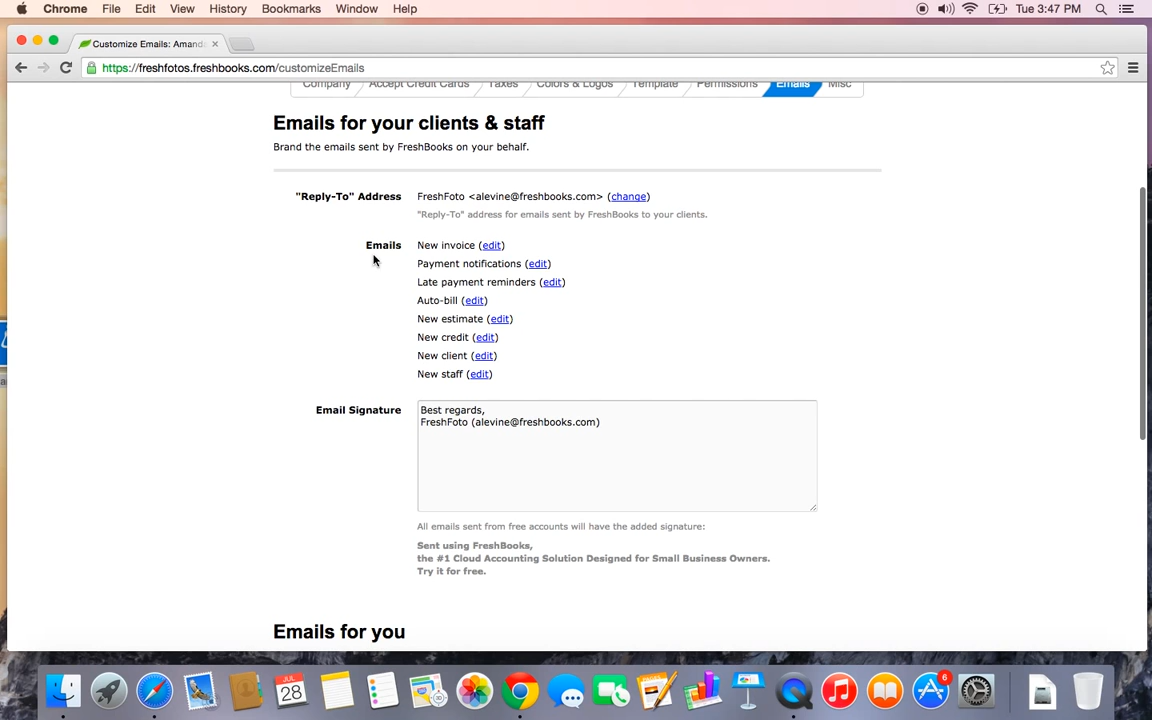 Chrome File Edit View History Bookmarks Window Help Tue 3:47 PM
Customize Emails: Amand
https://freshfotos.freshbooks.com/customizeEmails
Company Accept Credit Cards Taxes Colors & Logos Template Permissions Emails Misc
Emails for your clients & staff
Brand the emails sent by FreshBooks on your behalf.
"Reply-To" Address FreshFoto <alevine@freshbooks.com> (change)
"Reply-To" address for emails sent by FreshBooks to your clients.
Emails New invoice (edit)
Payment notifications (edit)
Late payment reminders (edit)
Auto-bill (edit)
New estimate (edit)
New credit (edit)
New client (edit)
New staff (edit)
Email Signature Best regards,
FreshFoto (alevine@freshbooks.com)
All emails sent from free accounts will have the added signature:
Sent using FreshBooks,
the #1 Cloud Accounting Solution Designed for Small Business Owners.
Try it for free.
Emails for you
JUL
28
3D
6